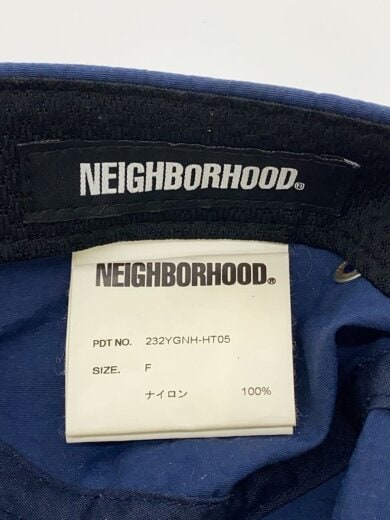 NEIGHBORHOOD®
NEIGHBORHOOD®
PDT NO. 232YGNH-HT05
SIZE. F
ナイロン 100%